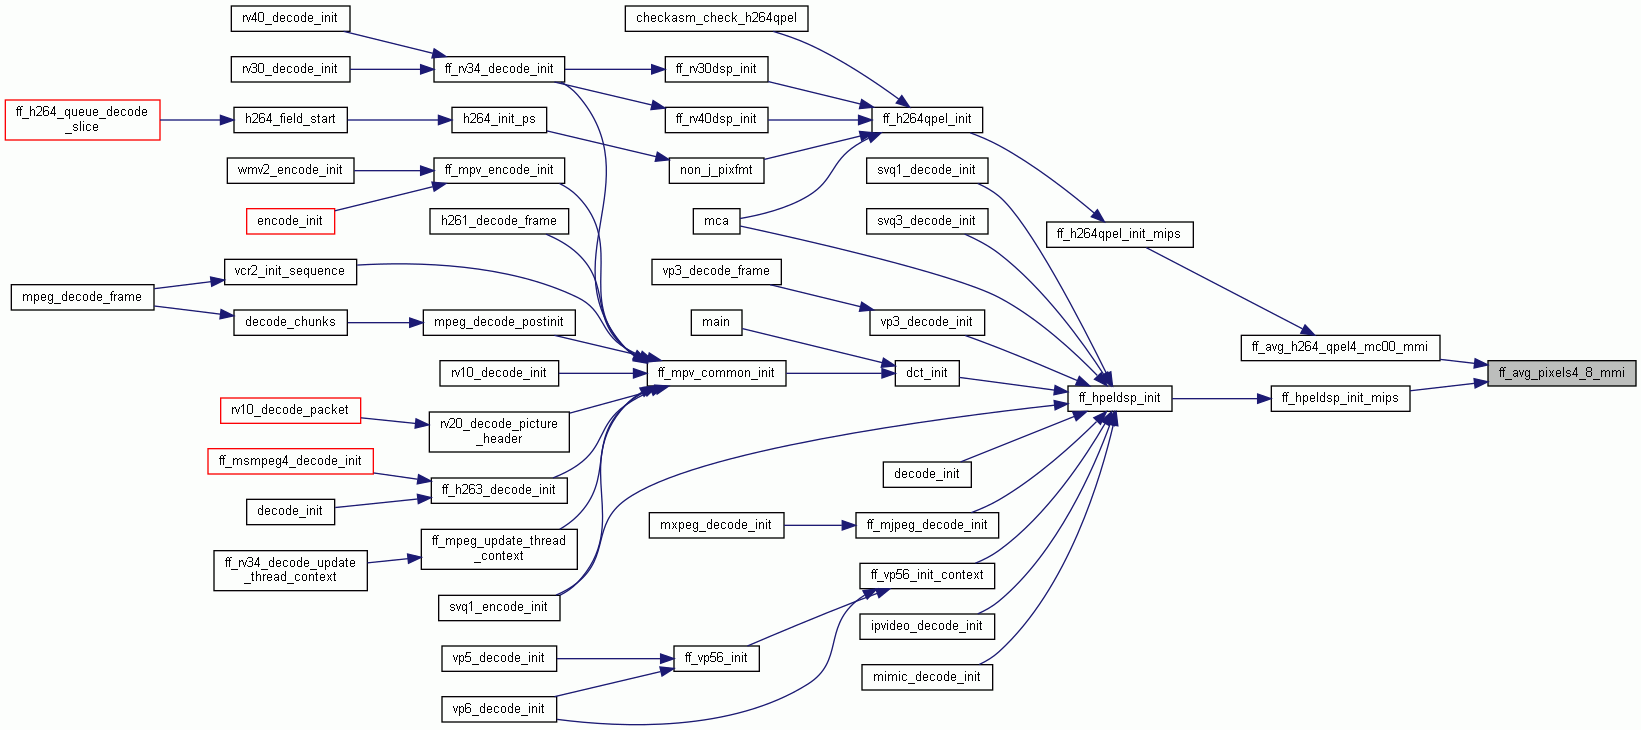 rv40_decode_init
checkasm_check_h264qpel
rv30_decode_init
ff_rv34_decode_init
ff_rv30dsp_init
ff_h264_queue_decode
_slice
h264_field_start
h264_init_ps
ff_rv40dsp_init
ff_h264qpel_init
wmv2_encode_init
ff_mpv_encode_init
non_j_pixfmt
svq1_decode_init
encode_init
h261_decode_frame
mca
svq3_decode_init
ff_h264qpel_init_mips
vcr2_init_sequence
vp3_decode_frame
mpeg_decode_frame
decode_chunks
mpeg_decode_postinit
main
vp3_decode_init
ff_avg_h264_qpel4_mc00_mmi
rv10_decode_init
ff_mpv_common_init
dct_init
ff_avg_pixels4_8_mmi
ff_hpeldsp_init
ff_hpeldsp_init_mips
rv10_decode_packet
rv20_decode_picture
_header
ff_msmpeg4_decode_init
ff_h263_decode_init
decode_init
decode_init
mxpeg_decode_init
ff_mjpeg_decode_init
ff_mpeg_update_thread
_context
ff_rv34_decode_update
_thread_context
ff_vp56_init_context
svq1_encode_init
ipvideo_decode_init
vp5_decode_init
ff_vp56_init
mimic_decode_init
vp6_decode_init